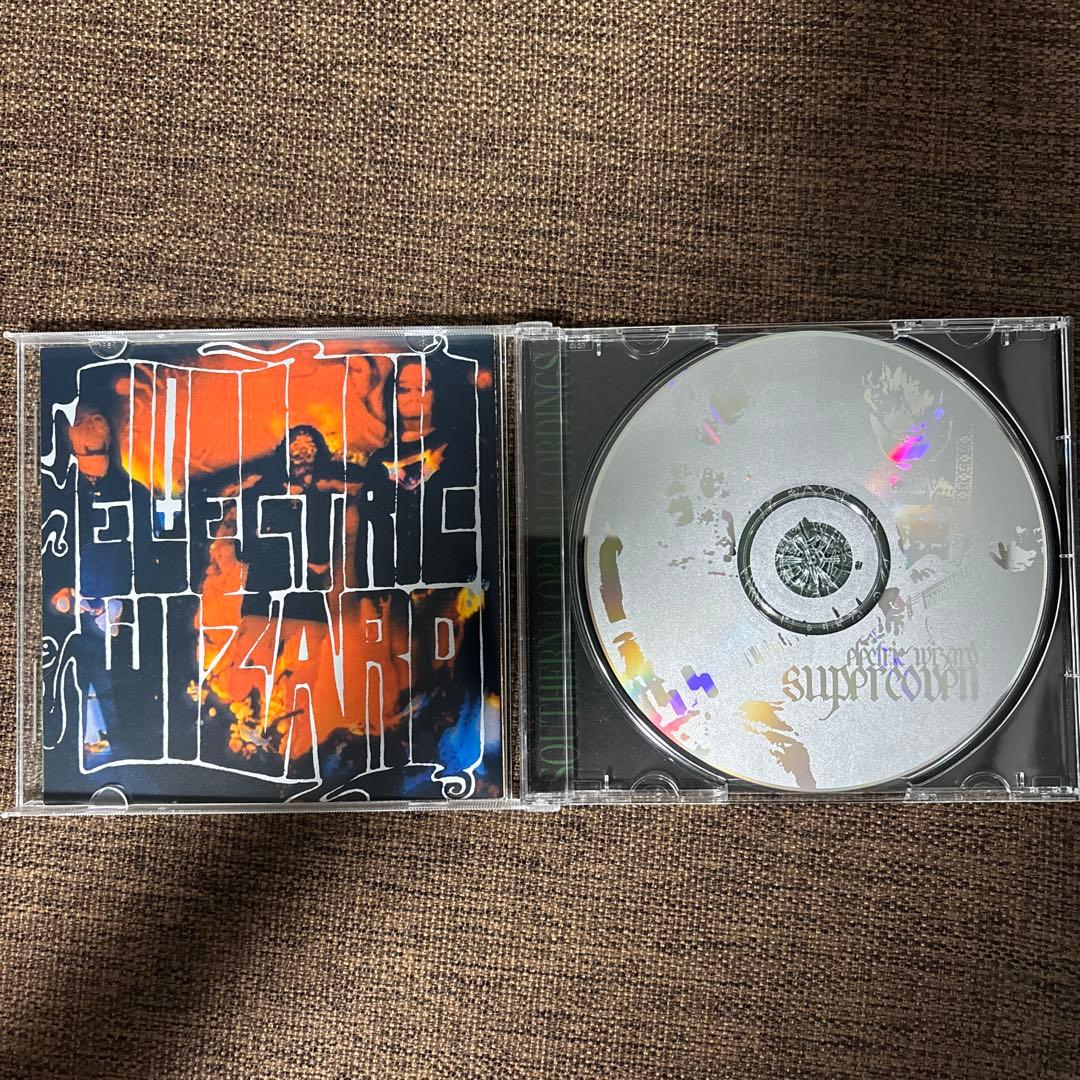 ELECTRIC
WIZARD
SOUTHERN LORD RECORDINGS
electric wizard
supercoven